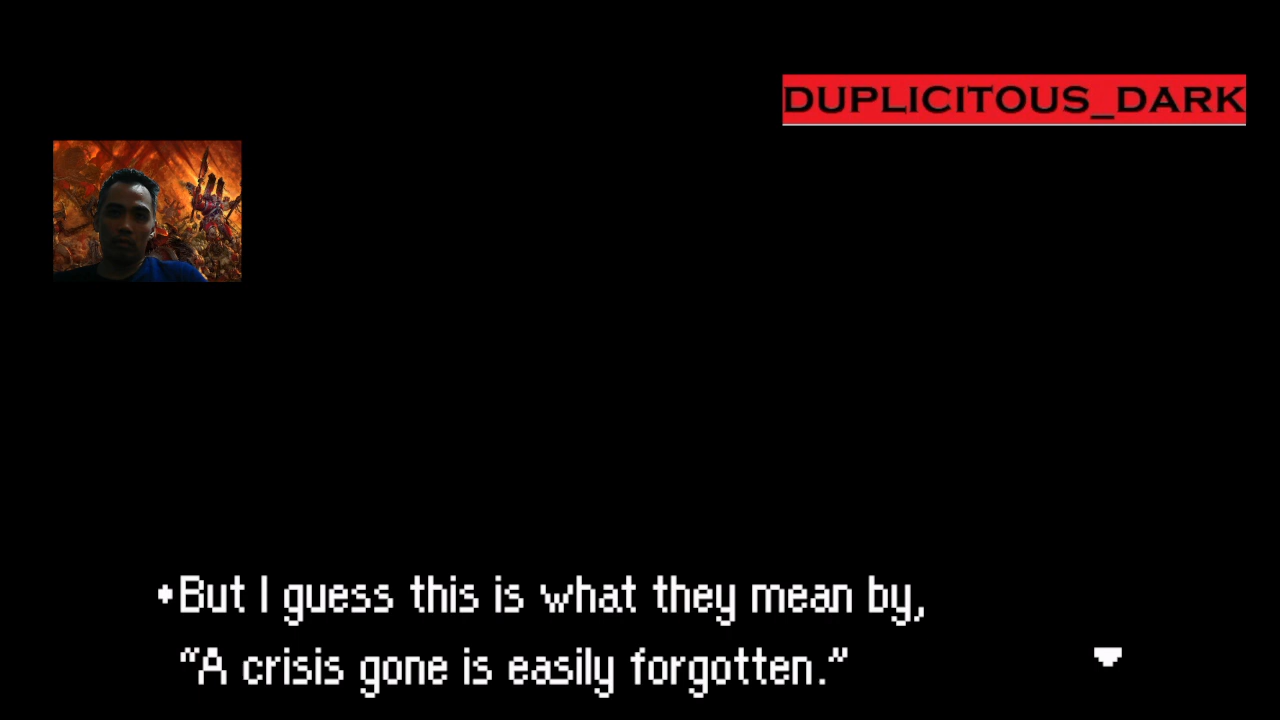 DUPLICITOUS_DARK
•But I guess this is what they mean by,
“A crisis gone is easily forgotten.”